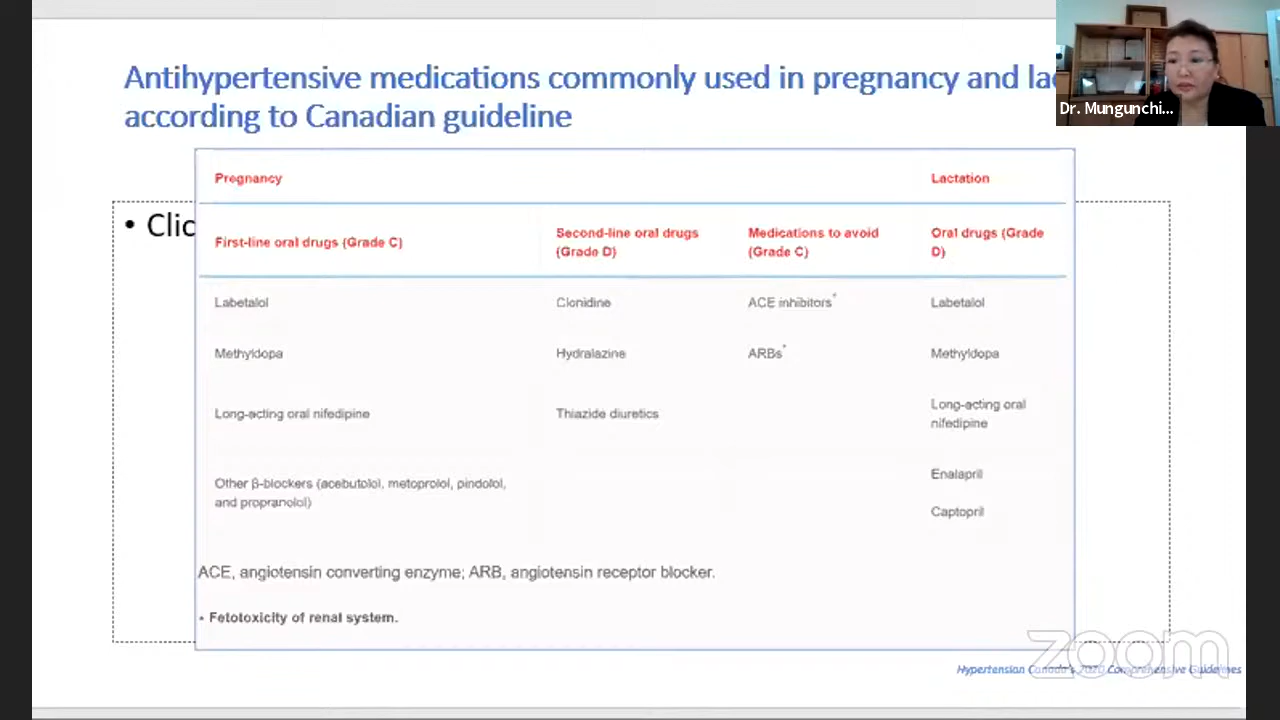 Antihypertensive medications commonly used in pregnancy and la
according to Canadian guideline
Dr. Mungunchi...
• Clic
Pregnancy
Lactation
First-line oral drugs (Grade C)
Second-line oral drugs
(Grade D)
Medications to avoid
(Grade C)
Oral drugs (Grade
D)
Labetalol
Clonidine
ACE inhibitors*
Labetalol
Methyldopa
Hydralazine
ARBs*
Methyldopa
Long-acting oral nifedipine
Thiazide diuretics
Long-acting oral
nifedipine
Other β-blockers (acebutolol, metoprolol, pindolol,
and propranolol)
Enalapril
Captopril
ACE, angiotensin converting enzyme; ARB, angiotensin receptor blocker.
* Fetotoxicity of renal system.
zoom
Hypertension Canada's 2020 Comprehensive Guidelines